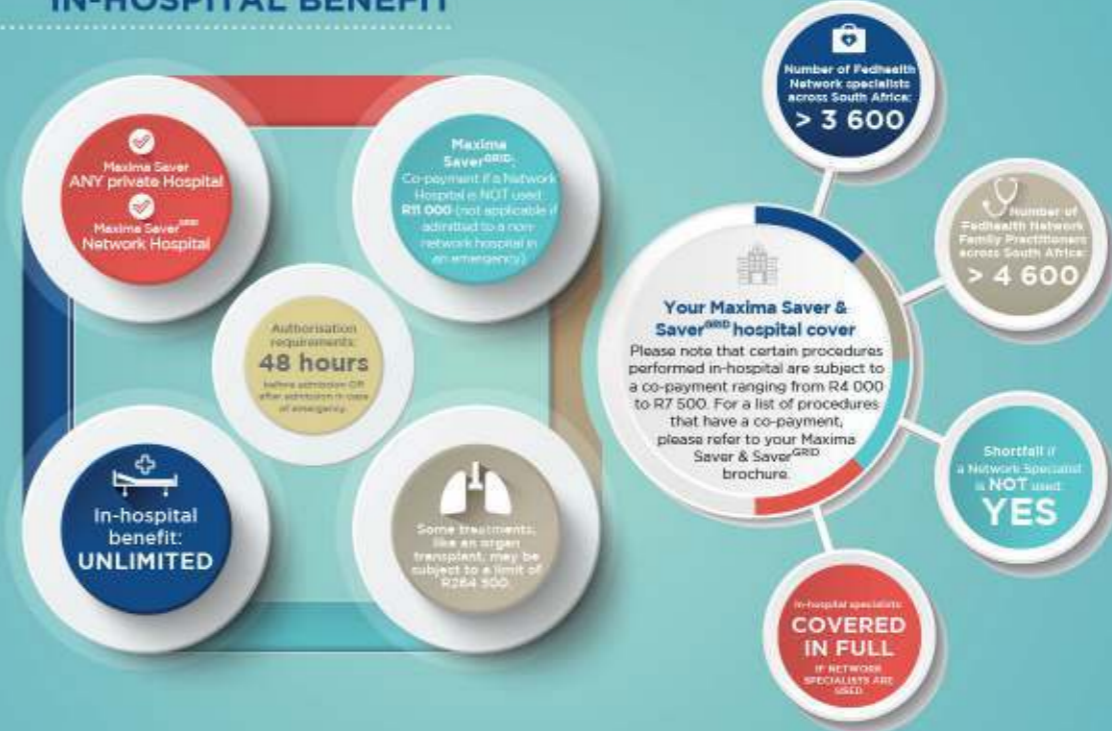 IN-HOSPITAL BENEFIT
Maxima Saver
ANY private Hospital
Maxima Saver GRID
Network Hospital
Maxima
Saver GRID:
Co-payment if a Network
Hospital is NOT used
R11 000 (not applicable if
admitted to a non-
network hospital in
an emergency)
Authorisation
requirements:
48 hours
before admission OR
after admission in case
of emergency.
In-hospital
benefit:
UNLIMITED
Some treatments,
like an organ
transplant, may be
subject to a limit of
R264 500.
Your Maxima Saver &
Saver GRID hospital cover
Please note that certain procedures
performed in-hospital are subject to
a co-payment ranging from R4 000
to R7 500. For a list of procedures
that have a co-payment,
please refer to your Maxima
Saver & Saver GRID
brochure.
Number of Fedhealth
Network specialists
across South Africa:
> 3 600
Number of
Fedhealth Network
Family Practitioners
across South Africa:
> 4 600
Shortfall if
a Network Specialist
is NOT used:
YES
In-hospital specialists
COVERED
IN FULL
IF NETWORK
SPECIALISTS ARE
USED